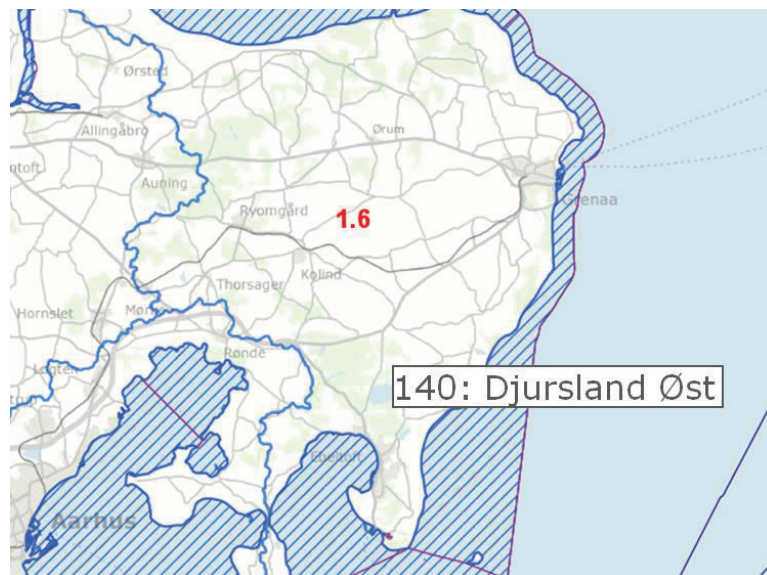 Ørsted
Allingåbro
Ørum
ntoft
Auning
Grenaa
Ryomgård
1.6
Kolind
Thorsager
Hornslet
Mørke
Rønde
Løgten
140: Djursland Øst
Ebeltoft
Aarhus